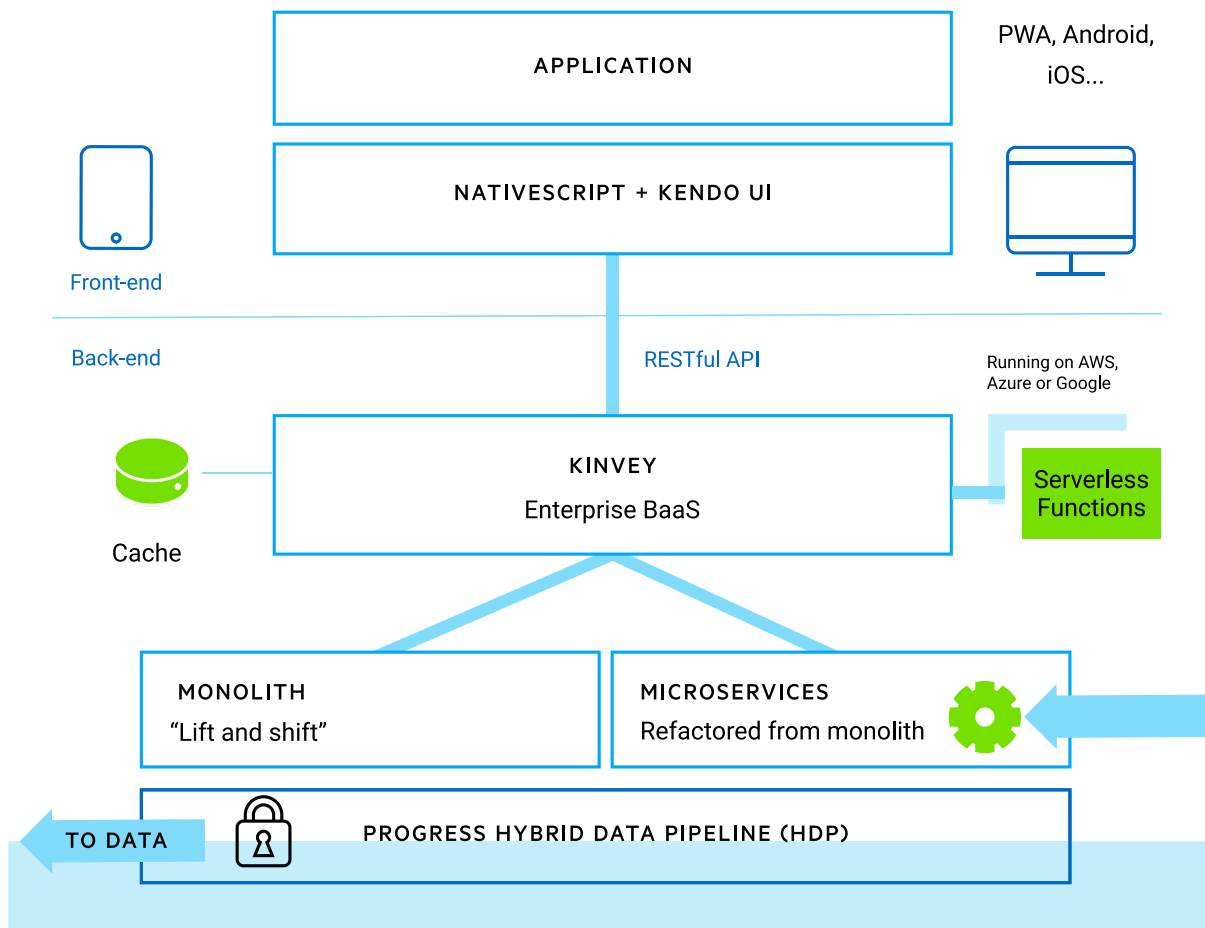 APPLICATION
PWA, Android,
iOS...
NATIVESCRIPT + KENDO UI
Front-end
Back-end
RESTful API
Running on AWS,
Azure or Google
KINVEY
Enterprise BaaS
Serverless
Functions
Cache
MONOLITH
“Lift and shift”
MICROSERVICES
Refactored from monolith
TO DATA
PROGRESS HYBRID DATA PIPELINE (HDP)